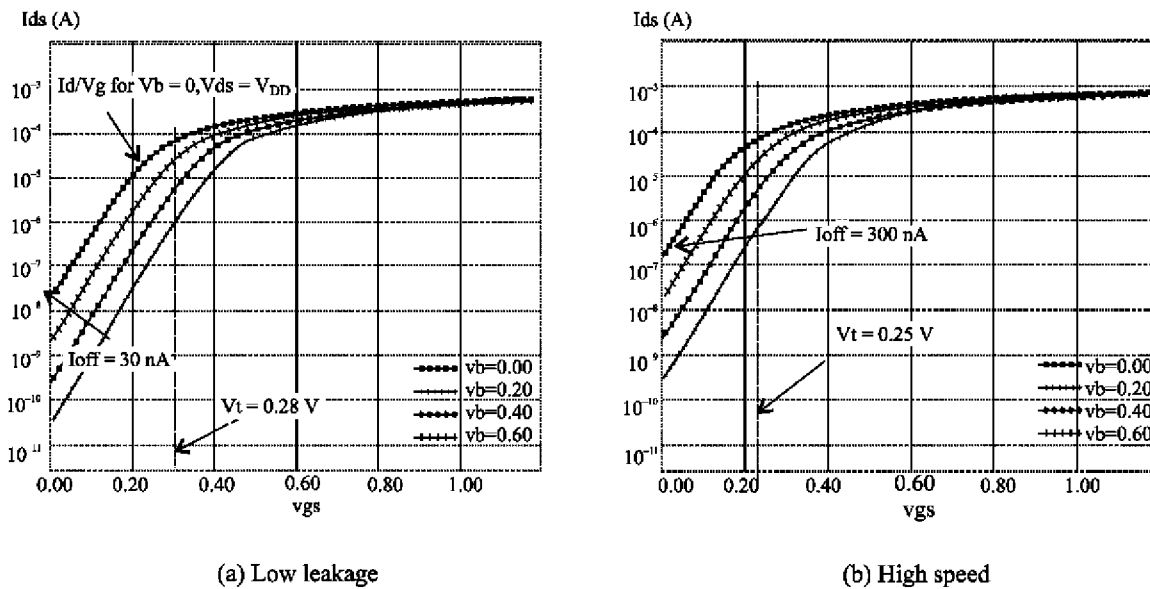 Ids (A)
Id/Vg for Vb = 0,Vds = V_DD
10⁻³
10⁻⁴
10⁻⁵
10⁻⁶
10⁻⁷
10⁻⁸
10⁻⁹
10⁻¹⁰
10⁻¹¹
Ioff = 30 nA
Vt = 0.28 V
vb=0.00
vb=0.20
vb=0.40
vb=0.60
0.00 0.20 0.40 0.60 0.80 1.00
vgs
(a) Low leakage
Ids (A)
10⁻³
10⁻⁴
10⁵
10⁻⁶
10⁻⁷
10⁻⁸
10⁹
10⁻¹⁰
10⁻¹¹
Ioff = 300 nA
Vt = 0.25 V
vb=0.00
vb=0.20
vb=0.40
vb=0.60
0.00 0.20 0.40 0.60 0.80 1.00
vgs
(b) High speed